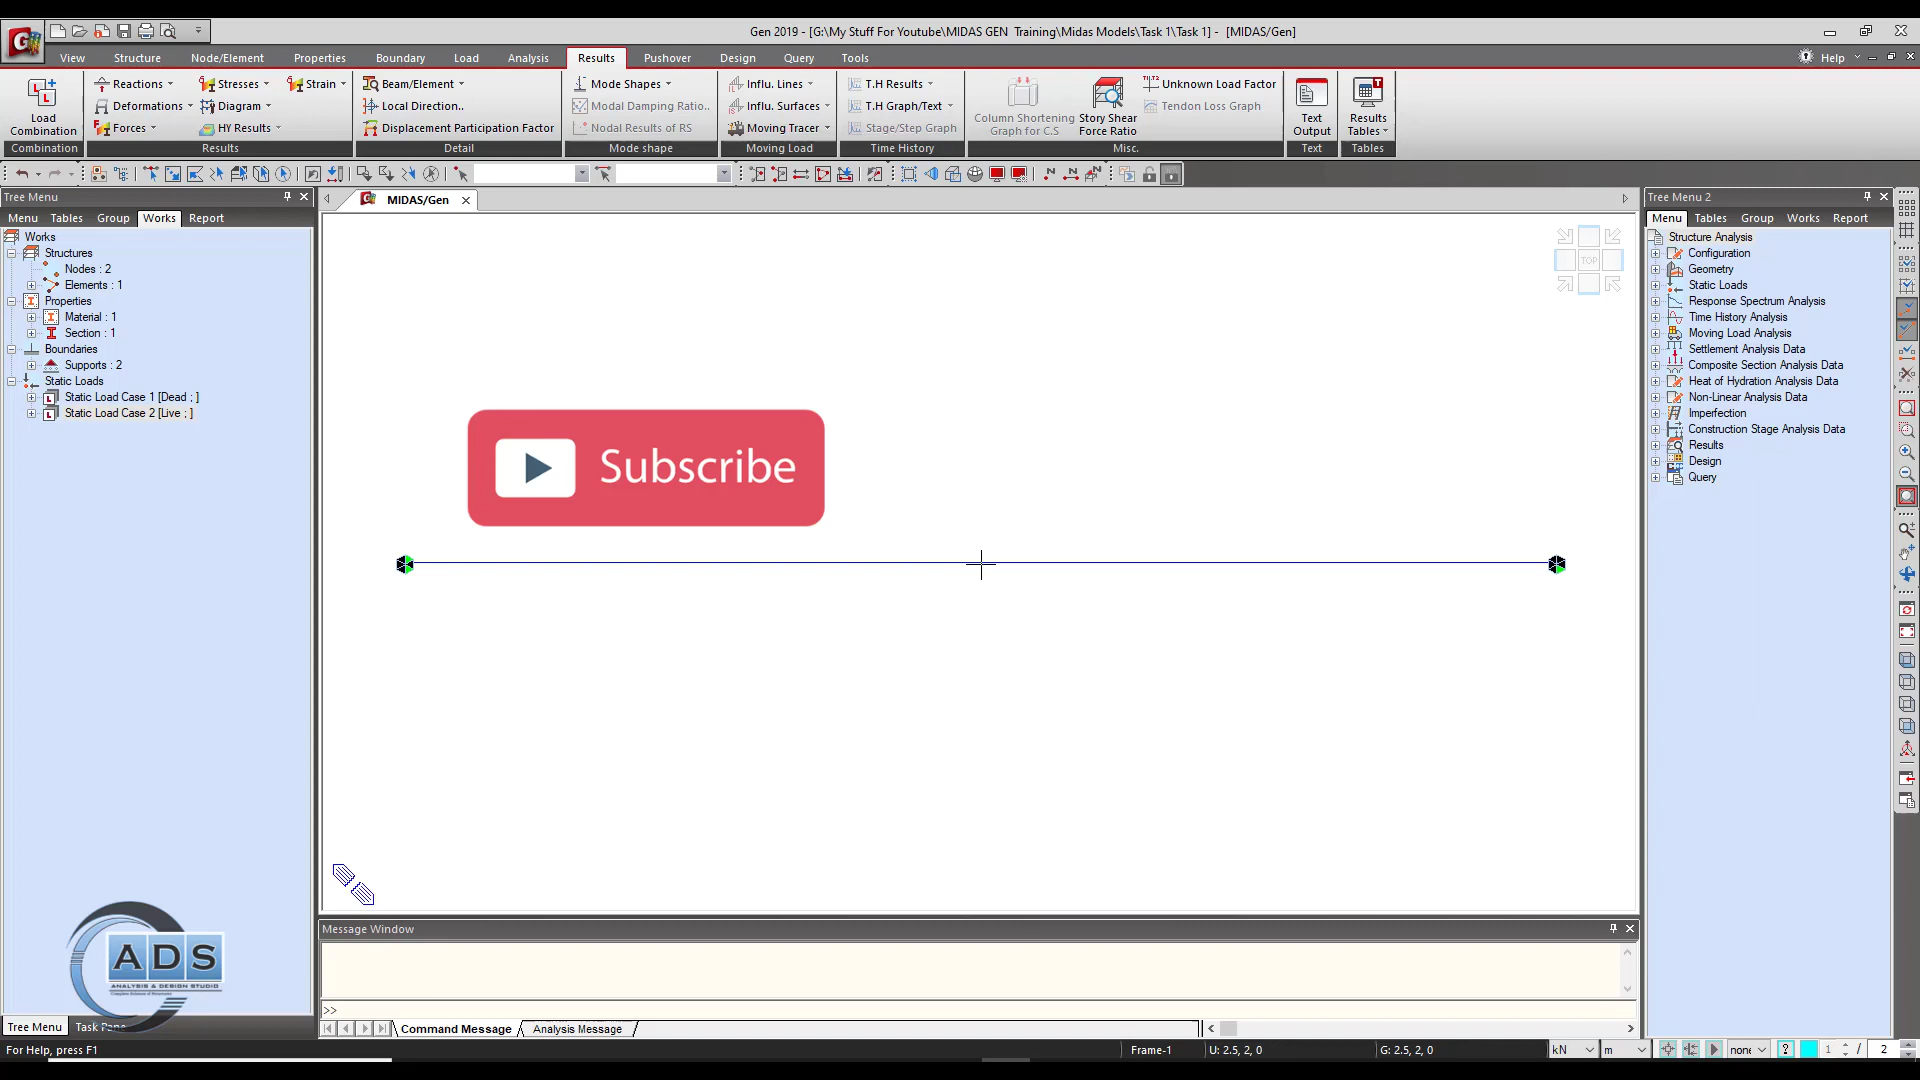 Gen 2019 - [G:\My Stuff For Youtube\MIDAS GEN  Training\Midas Models\Task 1\Task 1] -  [MIDAS/Gen]
View Structure Node/Element Properties Boundary Load Analysis Results Pushover Design Query Tools Help
Load Combination
Combination
Reactions Stresses Strain
Deformations Diagram
Forces HY Results
Results
Beam/Element
Local Direction..
Displacement Participation Factor
Detail
Mode Shapes
Modal Damping Ratio..
Nodal Results of RS
Mode shape
Influ. Lines
Influ. Surfaces
Moving Tracer
Moving Load
T.H Results
T.H Graph/Text
Stage/Step Graph
Time History
Column Shortening
Graph for C.S
Story Shear
Force Ratio
Unknown Load Factor
Tendon Loss Graph
Misc.
Text
Output
Text
Results
Tables
Tables
Tree Menu
Menu Tables Group Works Report
Works
Structures
Nodes : 2
Elements : 1
Properties
Material : 1
Section : 1
Boundaries
Supports : 2
Static Loads
Static Load Case 1 [Dead ; ]
Static Load Case 2 [Live ; ]
MIDAS/Gen
TOP
Subscribe
Tree Menu 2
Menu Tables Group Works Report
Structure Analysis
Configuration
Geometry
Static Loads
Response Spectrum Analysis
Time History Analysis
Moving Load Analysis
Settlement Analysis Data
Composite Section Analysis Data
Heat of Hydration Analysis Data
Non-Linear Analysis Data
Imperfection
Construction Stage Analysis Data
Results
Design
Query
ADS
ANALYSIS & DESIGN STUDIO
Message Window
>>
Command Message Analysis Message
Tree Menu Task Pane
For Help, press F1
Frame-1 U: 2.5, 2, 0 G: 2.5, 2, 0 kN m none ? 1 / 2